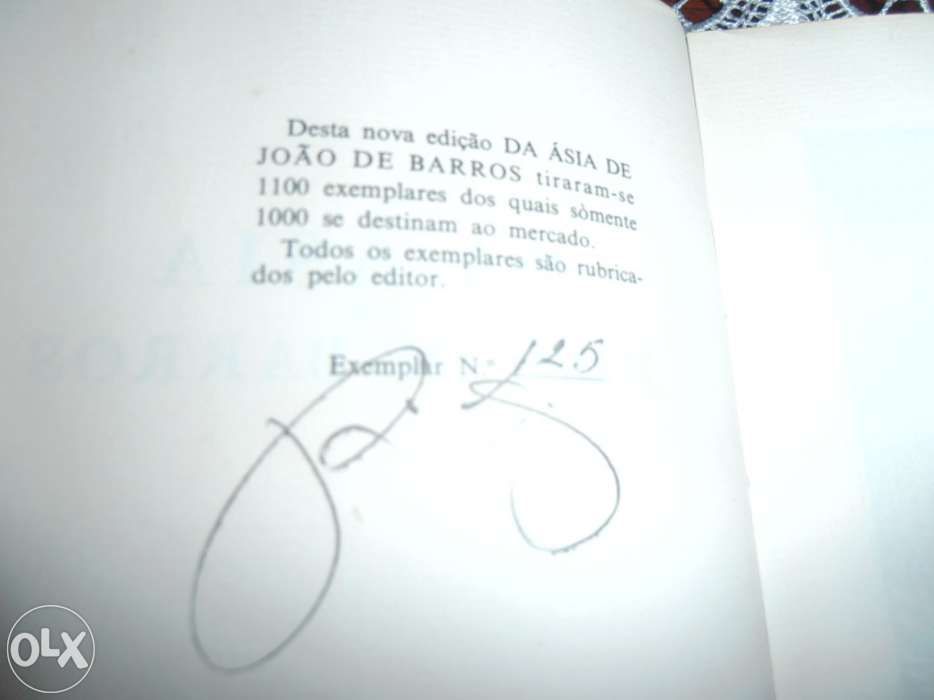 Desta nova edição DA ÁSIA DE
JOÃO DE BARROS tiraram-se
1100 exemplares dos quais sòmente
1000 se destinam ao mercado.
Todos os exemplares são rubrica-
dos pelo editor.
Exemplar N.º 125
OLX